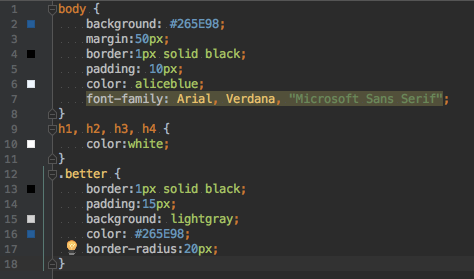 1 body {
2 background: #265E98;
3 margin:50px;
4 border:1px solid black;
5 padding: 10px;
6 color: aliceblue;
7 font-family: Arial, Verdana, "Microsoft Sans Serif";
8 }
9 h1, h2, h3, h4 {
10 color:white;
11 }
12 .better {
13 border:1px solid black;
14 padding:15px;
15 background: lightgray;
16 color: #265E98;
17 border-radius:20px;
18 }